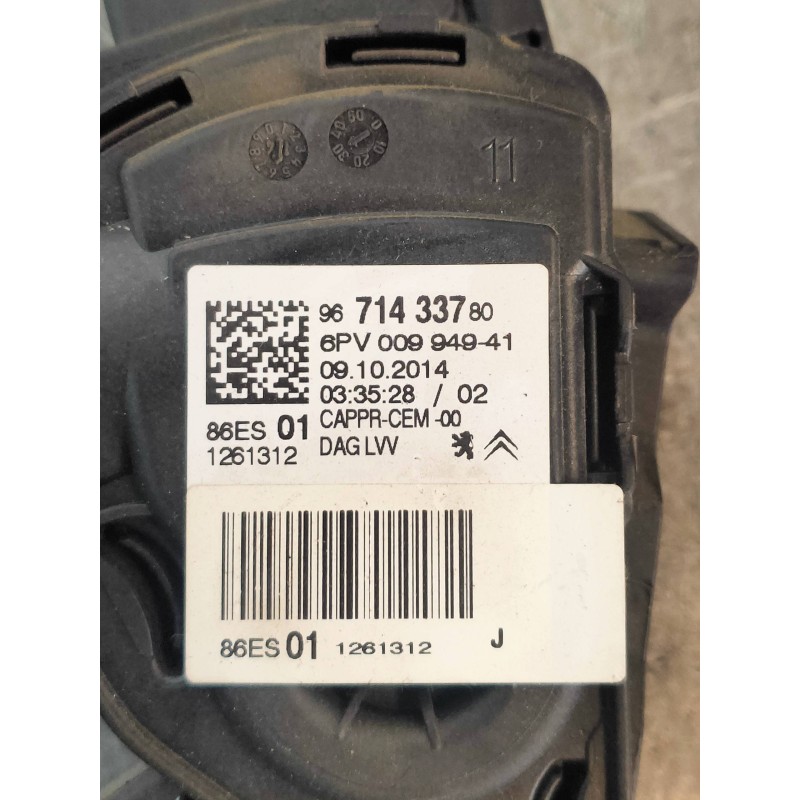 11
96 714 337 80
6PV 009 949-41
09.10.2014
03:35:28 / 02
86ES 01 CAPPR-CEM -00
1261312 DAG LVV
86ES 01 1261312 J